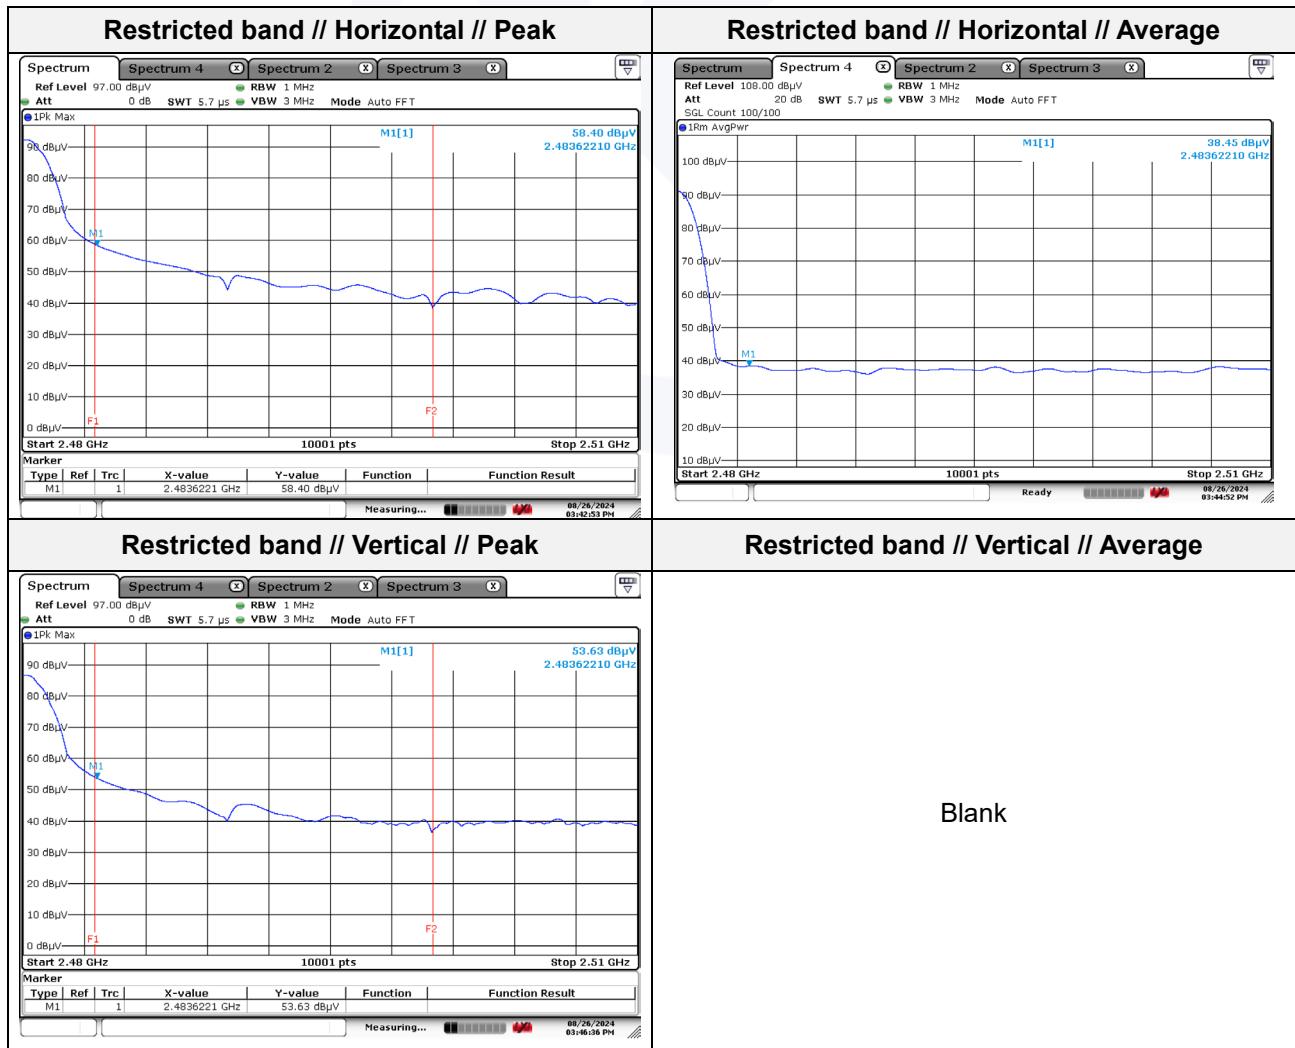 Restricted band // Horizontal // Peak
Restricted band // Horizontal // Average
Spectrum Spectrum 4 X Spectrum 2 X Spectrum 3 X
Ref Level 97.00 dBµV RBW 1 MHz
Att 0 dB SWT 5.7 µs VBW 3 MHz Mode Auto FFT
1Pk Max
M1[1] 58.40 dBµV
2.48362210 GHz
90 dBµV
80 dBµV
70 dBµV
60 dBµV
M1
50 dBµV
40 dBµV
30 dBµV
20 dBµV
10 dBµV
0 dBµV
F1
F2
Start 2.48 GHz 10001 pts Stop 2.51 GHz
Marker
Type Ref Trc X-value Y-value Function Function Result
M1 1 2.4836221 GHz 58.40 dBµV
Measuring... 08/26/2024
03:42:53 PM
Spectrum Spectrum 4 X Spectrum 2 X Spectrum 3 X
Ref Level 108.00 dBµV RBW 1 MHz
Att 20 dB SWT 5.7 µs VBW 3 MHz Mode Auto FFT
SGL Count 100/100
1Rm AvgPwr
M1[1] 38.45 dBµV
2.48362210 GHz
100 dBµV
90 dBµV
80 dBµV
70 dBµV
60 dBµV
50 dBµV
40 dBµV
M1
30 dBµV
20 dBµV
10 dBµV
Start 2.48 GHz 10001 pts Stop 2.51 GHz
Ready 08/26/2024
03:44:52 PM
Restricted band // Vertical // Peak
Restricted band // Vertical // Average
Spectrum Spectrum 4 X Spectrum 2 X Spectrum 3 X
Ref Level 97.00 dBµV RBW 1 MHz
Att 0 dB SWT 5.7 µs VBW 3 MHz Mode Auto FFT
1Pk Max
M1[1] 53.63 dBµV
2.48362210 GHz
90 dBµV
80 dBµV
70 dBµV
60 dBµV
M1
50 dBµV
40 dBµV
30 dBµV
20 dBµV
10 dBµV
0 dBµV
F1
F2
Start 2.48 GHz 10001 pts Stop 2.51 GHz
Marker
Type Ref Trc X-value Y-value Function Function Result
M1 1 2.4836221 GHz 53.63 dBµV
Measuring... 08/26/2024
03:46:36 PM
Blank